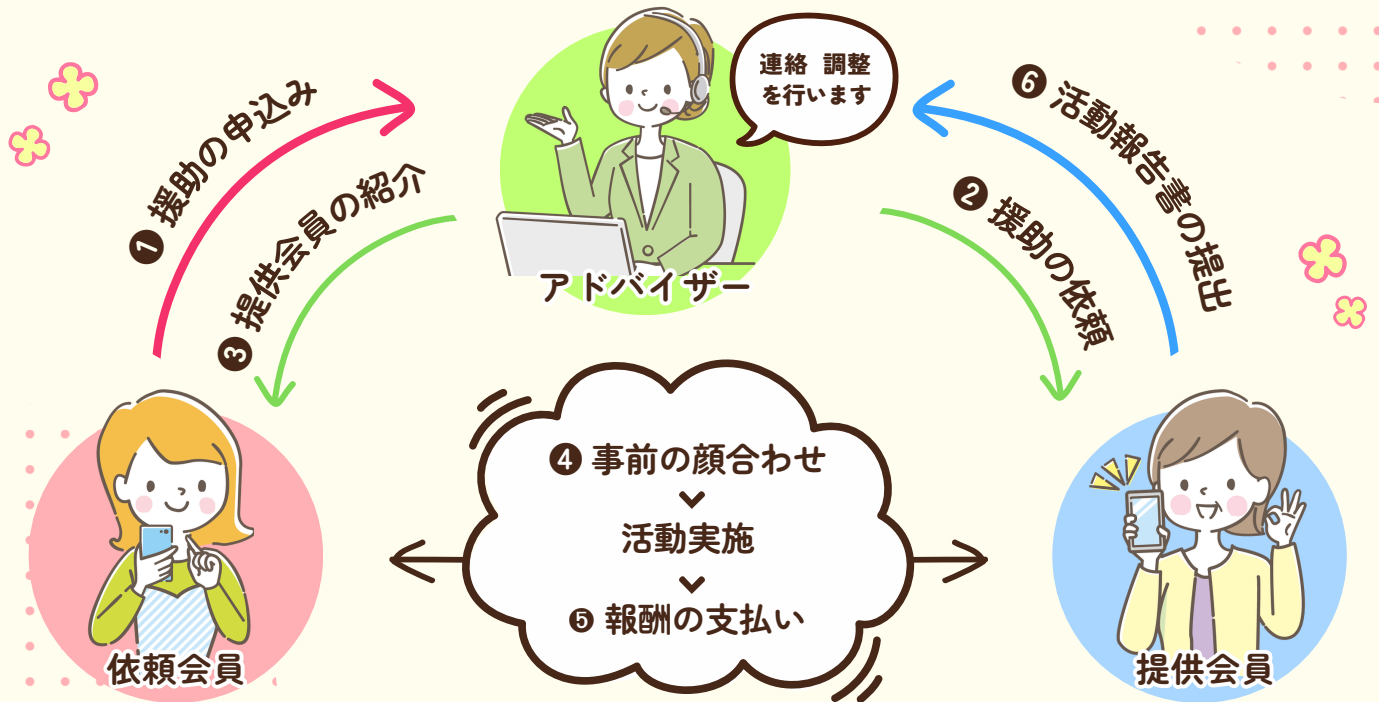 連絡 調整
を行います
アドバイザー
❶ 援助の申込み
❸ 提供会員の紹介
❷ 援助の依頼
❻ 活動報告書の提出
❹ 事前の顔合わせ
活動実施
❺ 報酬の支払い
依頼会員
提供会員